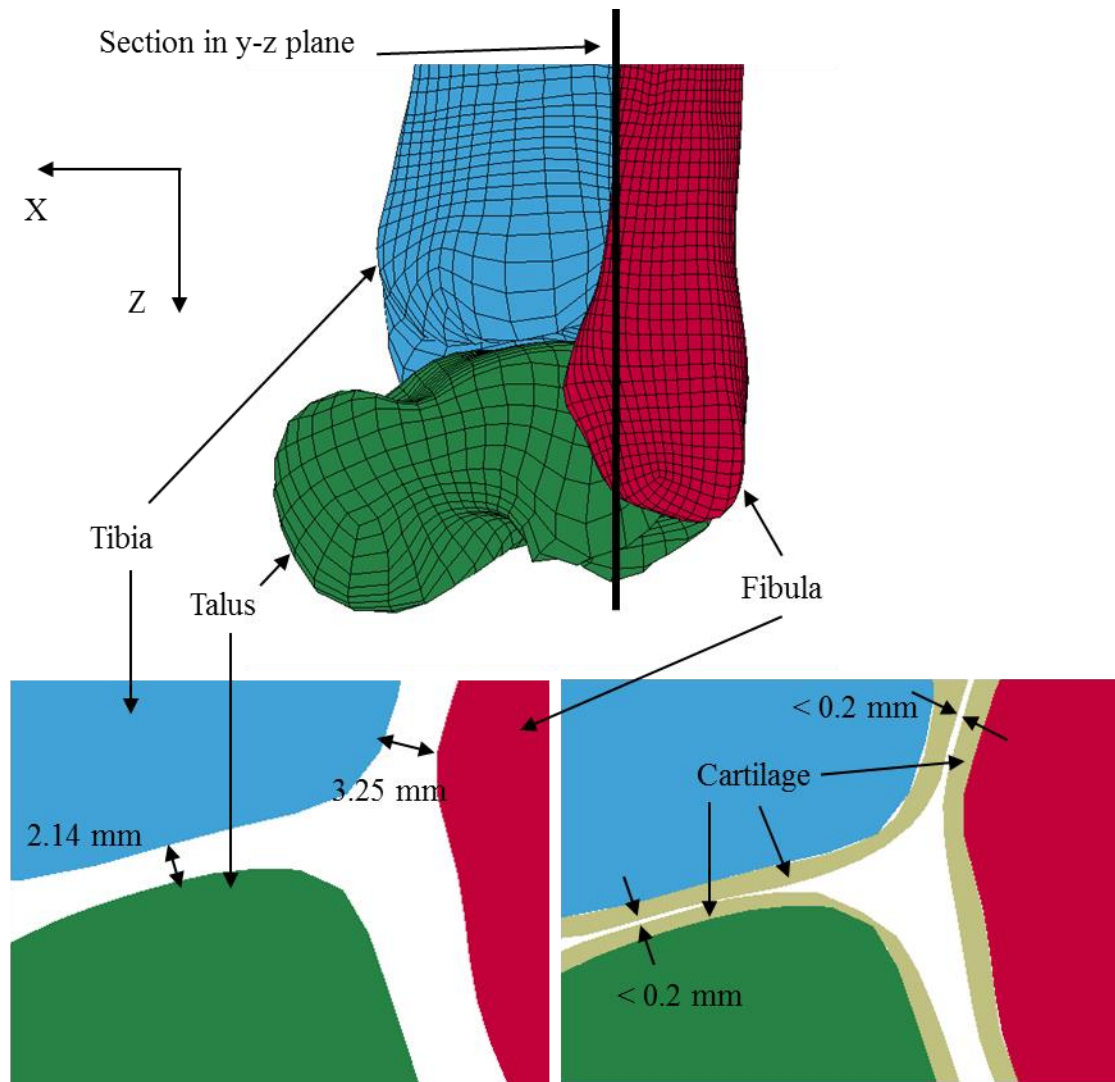 Section in y-z plane
X
Z
Tibia
Talus
Fibula
< 0.2 mm
Cartilage
3.25 mm
2.14 mm
< 0.2 mm